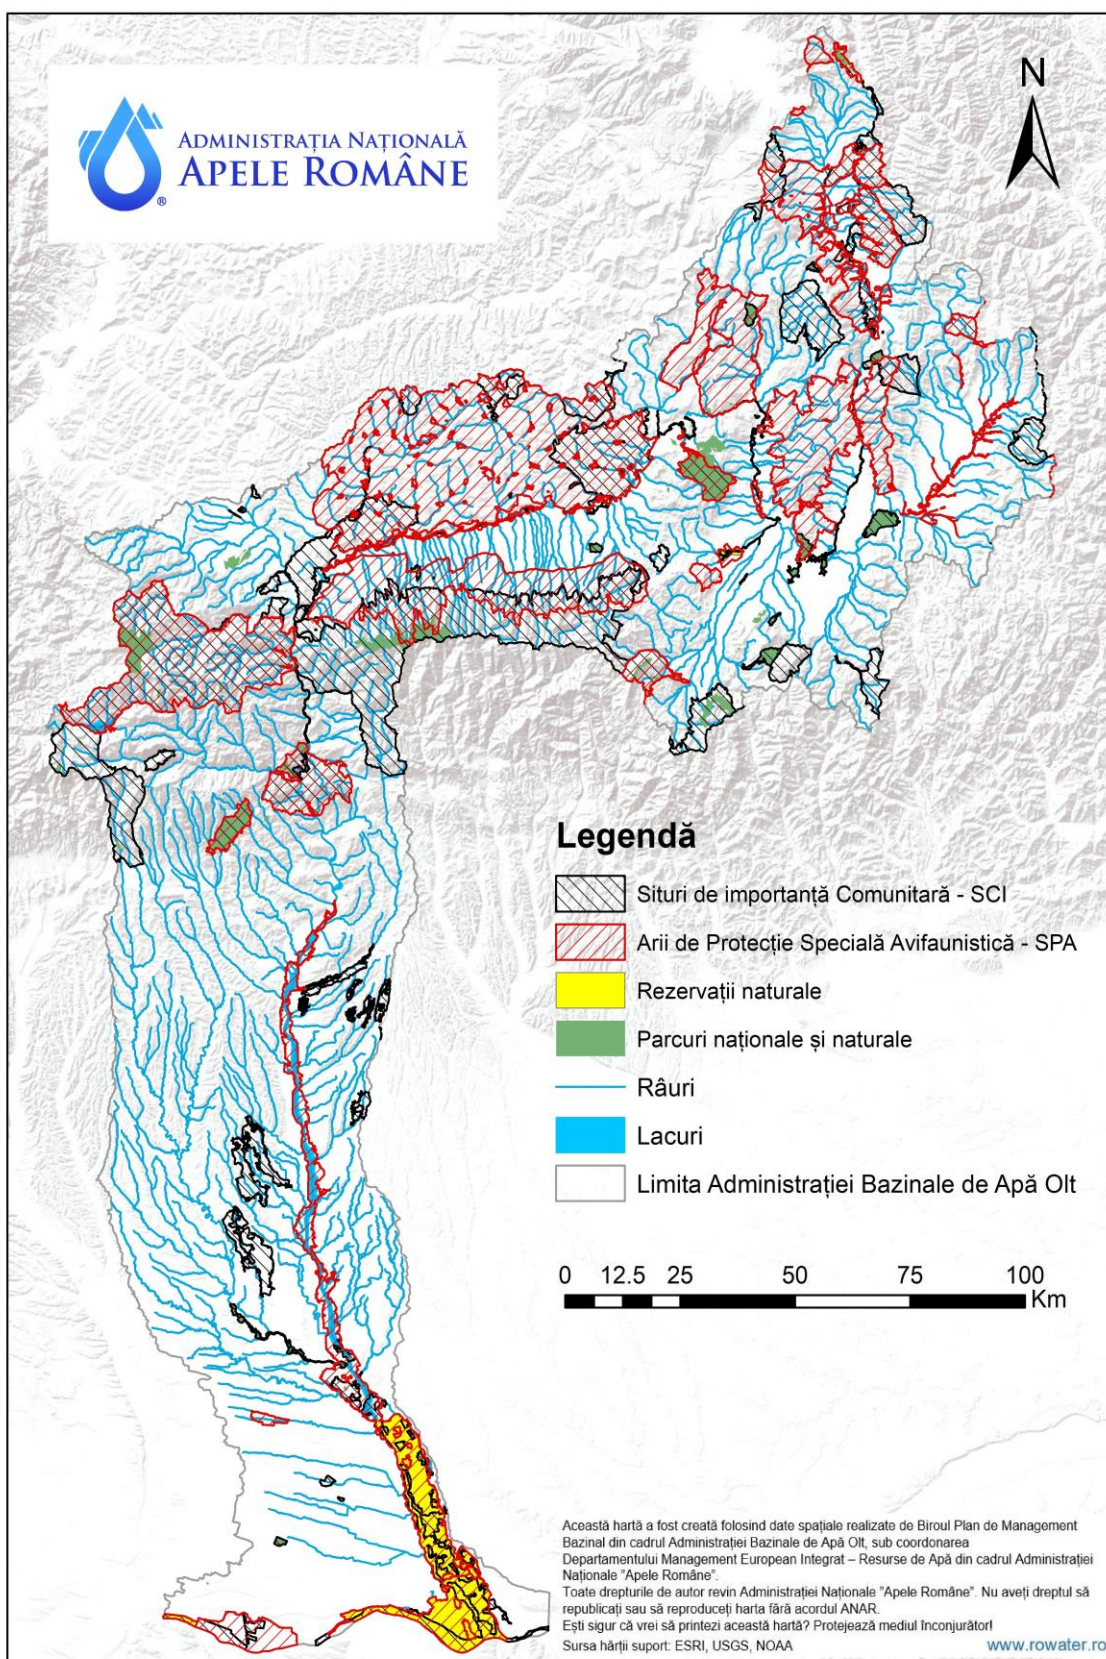 ADMINISTRAȚIA NAȚIONALĂ
APELE ROMÂNE
®
N
Legendă
Situri de importanță Comunitară - SCI
Arii de Protecție Specială Avifaunistică - SPA
Rezervații naturale
Parcuri naționale și naturale
Râuri
Lacuri
Limita Administrației Bazinale de Apă Olt
0 12.5 25 50 75 100
Km
Această hartă a fost creată folosind date spațiale realizate de Biroul Plan de Management
Bazinal din cadrul Administrației Bazinale de Apă Olt, sub coordonarea
Departamentului Management European Integrat – Resurse de Apă din cadrul Administrației
Naționale "Apele Române".
Toate drepturile de autor revin Administrației Naționale "Apele Române". Nu aveți dreptul să
republicați sau să reproduceți harta fără acordul ANAR.
Ești sigur că vrei să printezi această hartă? Protejează mediul înconjurător!
Sursa hărții suport: ESRI, USGS, NOAA
www.rowater.ro